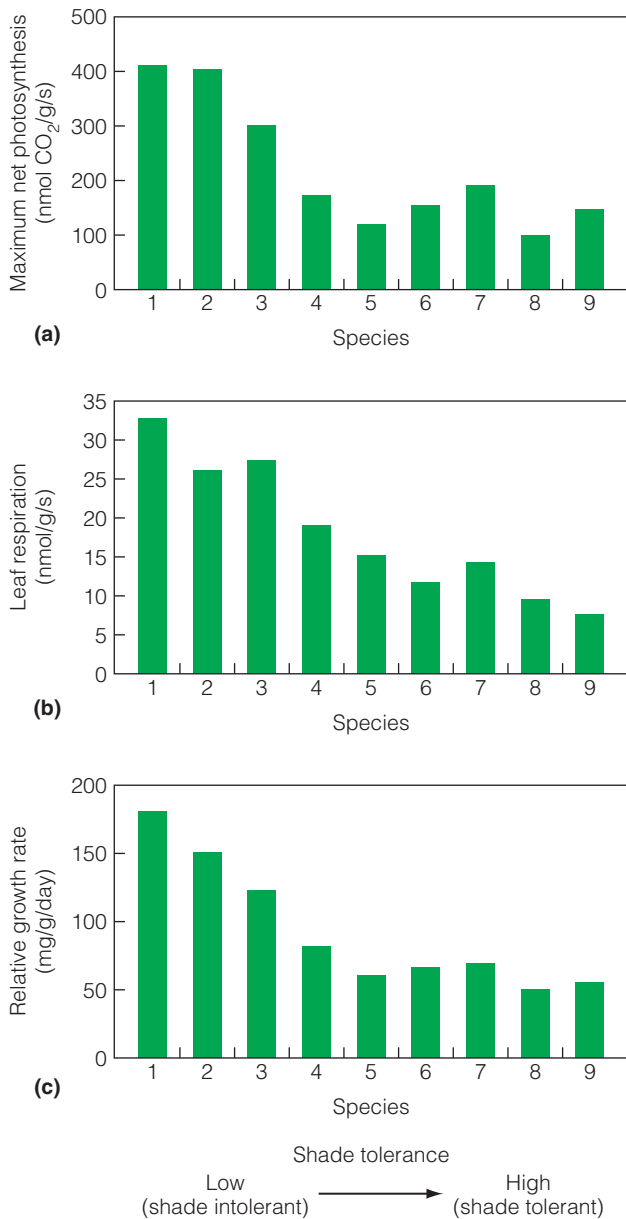 Maximum net photosynthesis
(nmol CO₂/g/s)
500
400
300
200
100
0
1 2 3 4 5 6 7 8 9
(a)
Species
Leaf respiration
(nmol/g/s)
35
30
25
20
15
10
5
0
1 2 3 4 5 6 7 8 9
(b)
Species
Relative growth rate
(mg/g/day)
200
150
100
50
0
1 2 3 4 5 6 7 8 9
(c)
Species
Shade tolerance
Low High
(shade intolerant) (shade tolerant)